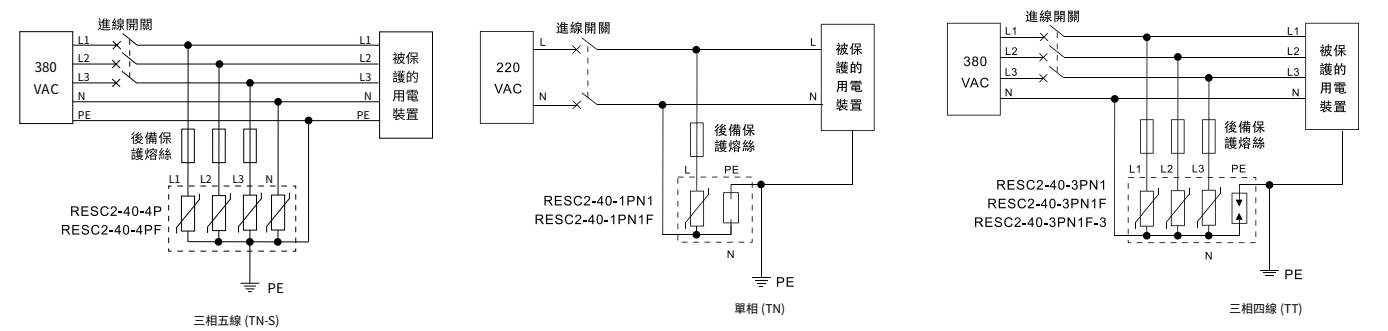 進線開關
380
VAC
L1
L2
L3
N
PE
L1
L2
L3
N
PE
被保
護的
用電
裝置
後備保
護熔絲
L1
L2
L3
N
RESC2-40-4P
RESC2-40-4PF
PE
三相五線 (TN-S)
進線開關
220
VAC
L
N
L
N
被保
護的
用電
裝置
後備保
護熔絲
L
PE
RESC2-40-1PN1
RESC2-40-1PN1F
N
PE
單相 (TN)
進線開關
380
VAC
L1
L2
L3
N
L1
L2
L3
N
被保
護的
用電
裝置
後備保
護熔絲
L1
L2
L3
PE
RESC2-40-3PN1
RESC2-40-3PN1F
RESC2-40-3PN1F-3
N
PE
三相四線 (TT)